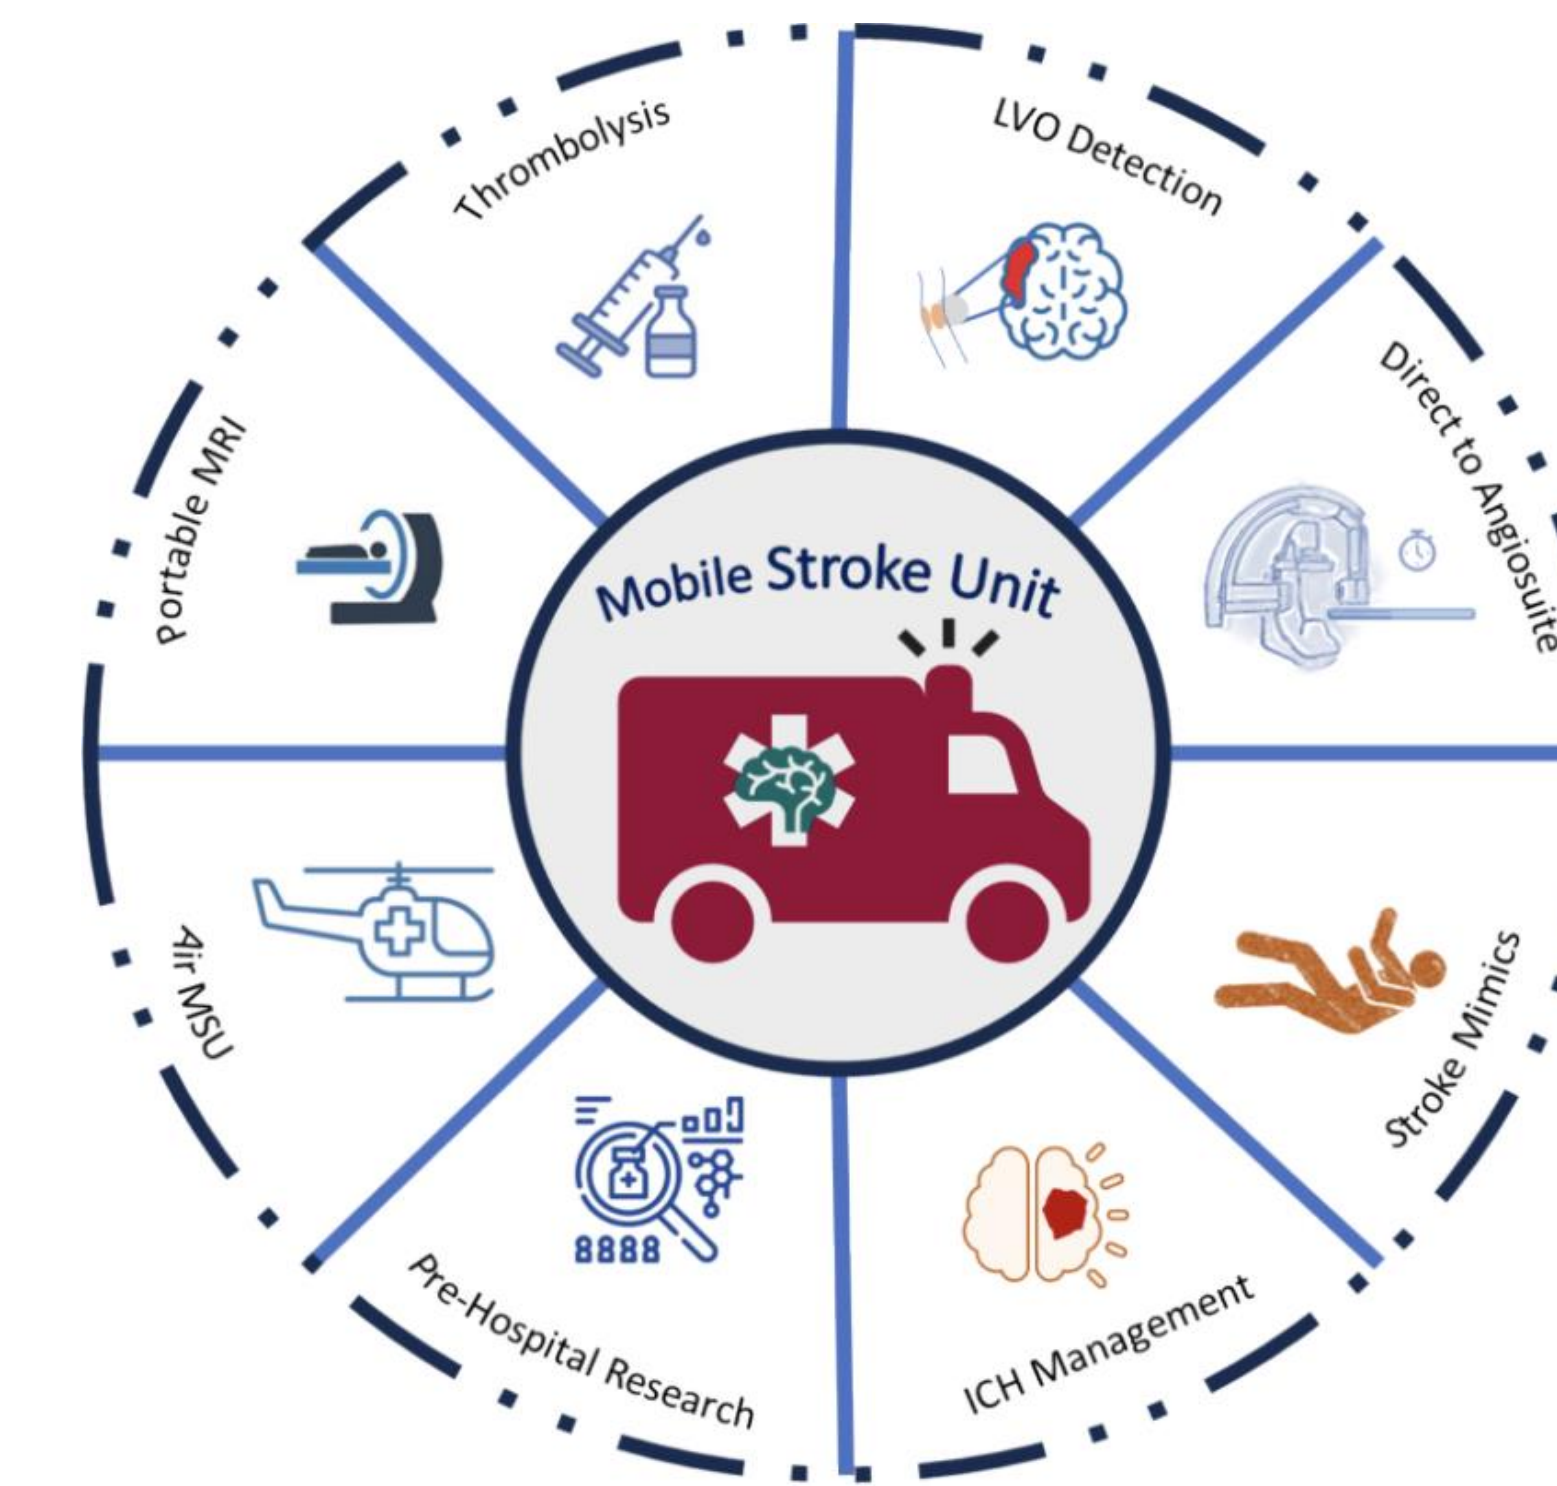 Thrombolysis
LVO Detection
Direct to Angiosuite
Stroke Mimics
ICH Management
Pre-Hospital Research
Air MSU
Portable MRI
Mobile Stroke Unit